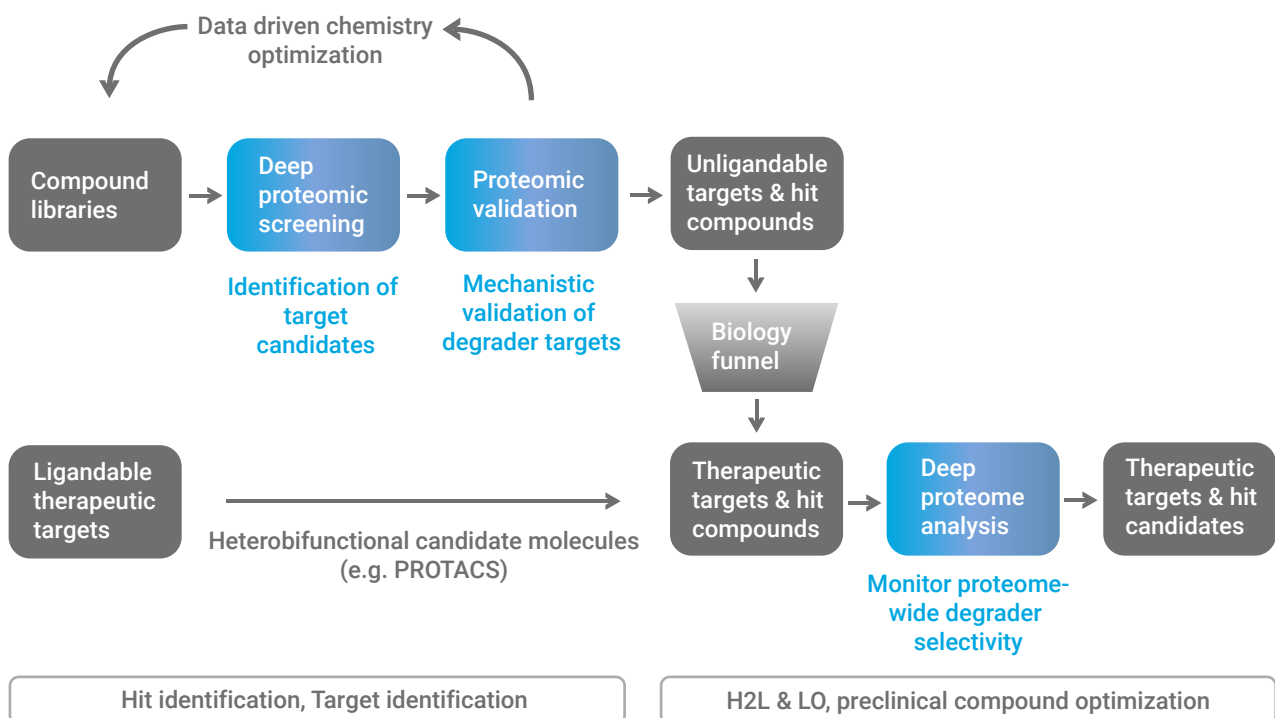 Data driven chemistry
optimization
Compound
libraries
Deep
proteomic
screening
Proteomic
validation
Unligandable
targets & hit
compounds
Identification of
target
candidates
Mechanistic
validation of
degrader targets
Biology
funnel
Ligandable
therapeutic
targets
Heterobifunctional candidate molecules
(e.g. PROTACS)
Therapeutic
targets & hit
compounds
Deep
proteome
analysis
Therapeutic
targets & hit
candidates
Monitor proteome-
wide degrader
selectivity
Hit identification, Target identification
H2L & LO, preclinical compound optimization